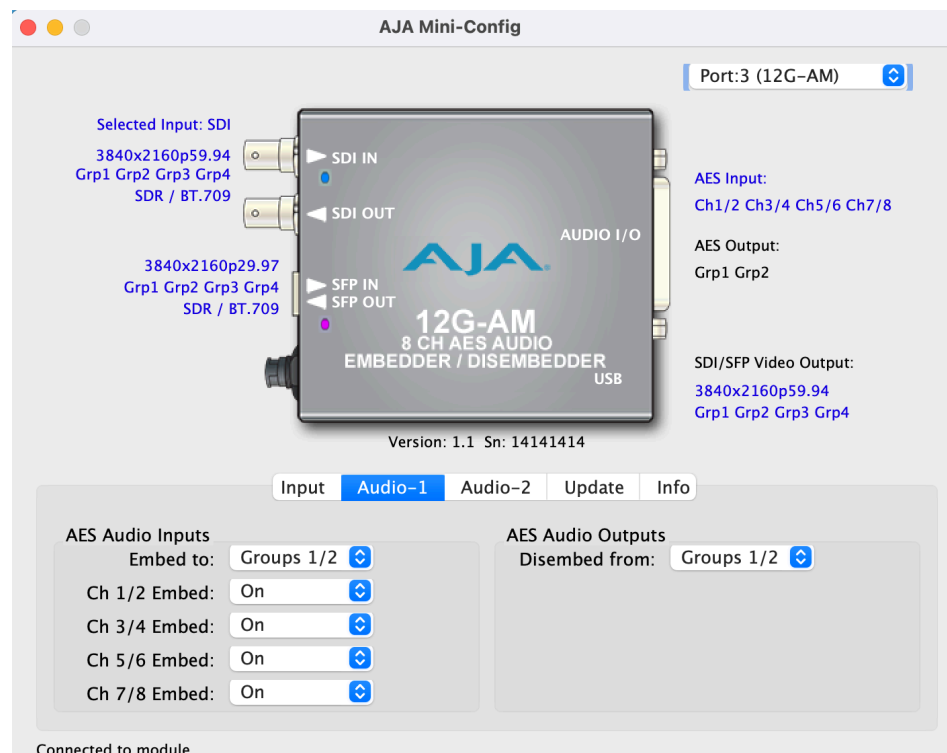 AJA Mini-Config
Port:3 (12G-AM)
Selected Input: SDI
3840x2160p59.94
Grp1 Grp2 Grp3 Grp4
SDR / BT.709
3840x2160p29.97
Grp1 Grp2 Grp3 Grp4
SDR / BT.709
SDI IN
SDI OUT
AUDIO I/O
AJA
SFP IN
SFP OUT
12G-AM
8 CH AES AUDIO
EMBEDDER / DISEMBEDDER
USB
AES Input:
Ch1/2 Ch3/4 Ch5/6 Ch7/8
AES Output:
Grp1 Grp2
SDI/SFP Video Output:
3840x2160p59.94
Grp1 Grp2 Grp3 Grp4
Version: 1.1 Sn: 14141414
Input Audio-1 Audio-2 Update Info
AES Audio Inputs
Embed to: Groups 1/2
Ch 1/2 Embed: On
Ch 3/4 Embed: On
Ch 5/6 Embed: On
Ch 7/8 Embed: On
AES Audio Outputs
Disembed from: Groups 1/2
Connected to module